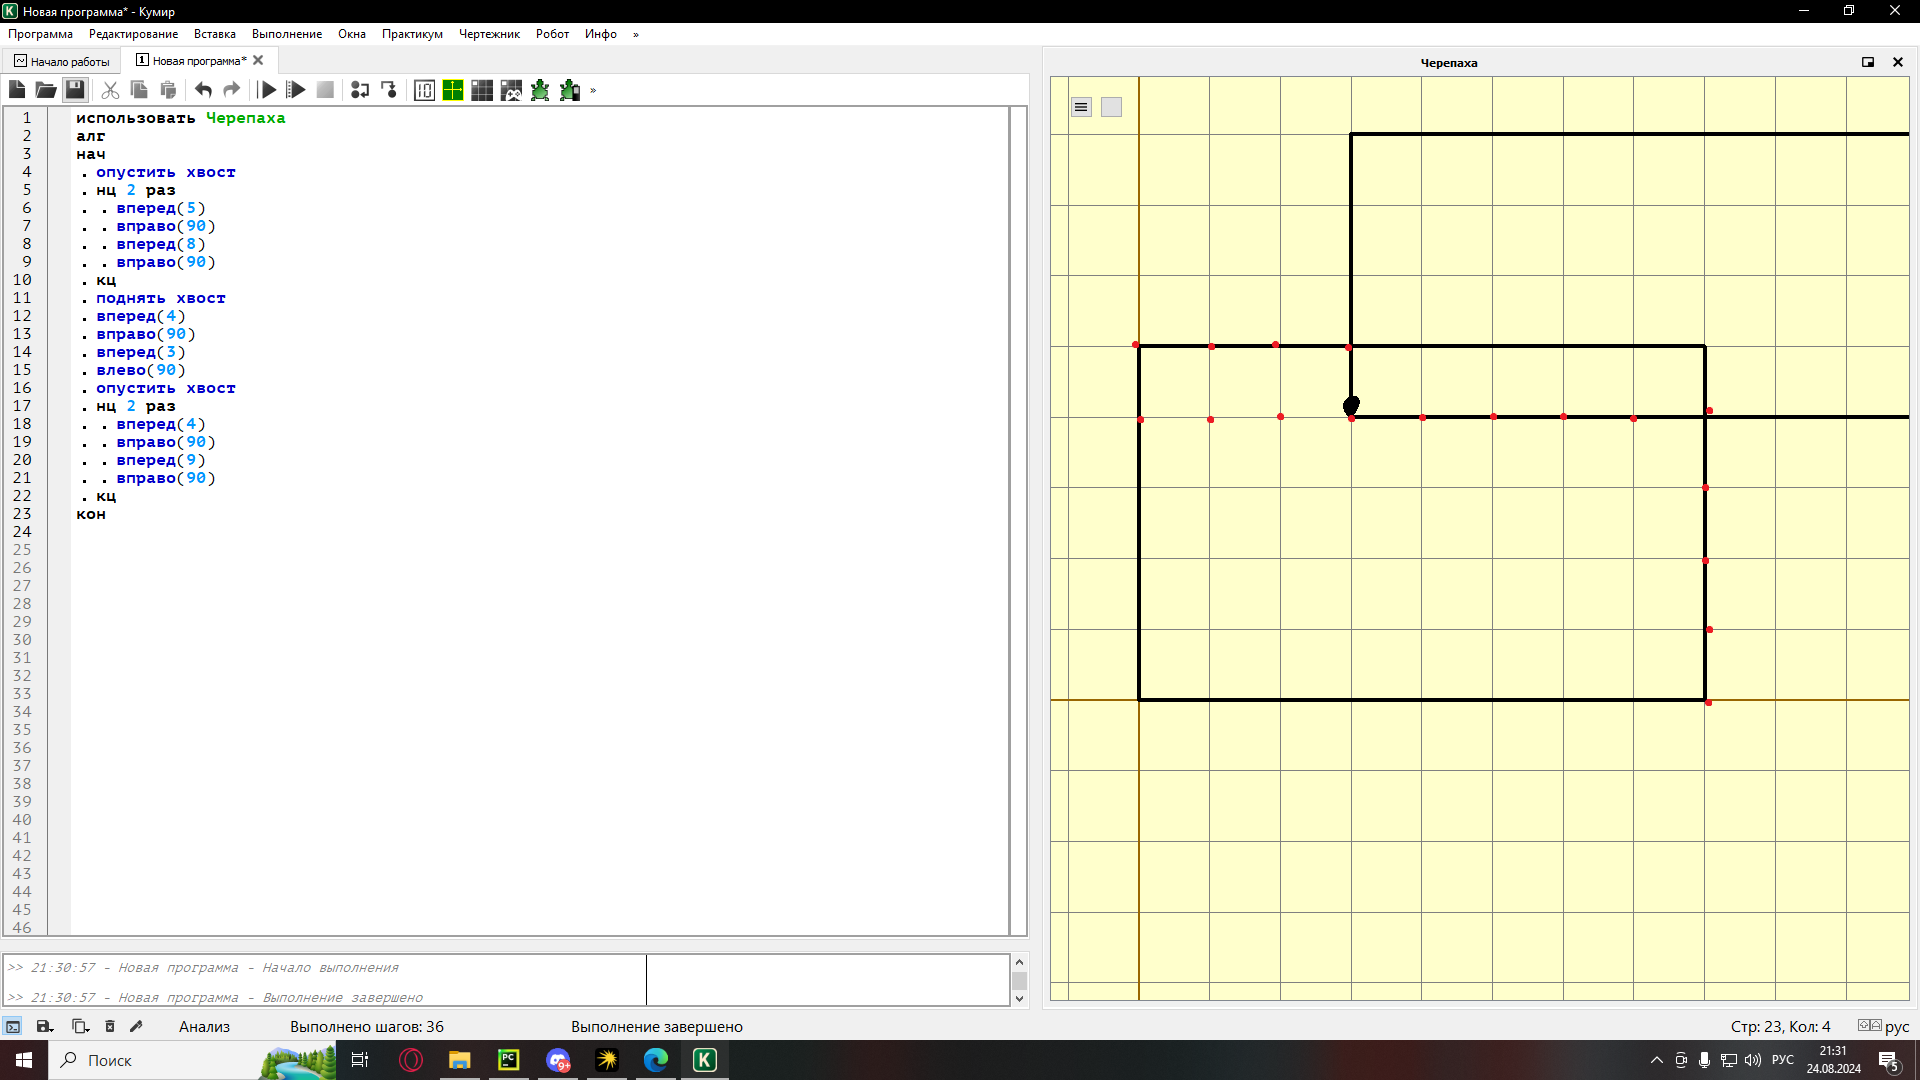 Новая программа* - Кумир
Программа Редактирование Вставка Выполнение Окна Практикум Чертежник Робот Инфо »
Начало работы
Новая программа*
Черепаха
1 использовать Черепаха
2 алг
3 нач
4 . опустить хвост
5 . нц 2 раз
6 . . вперед(5)
7 . . вправо(90)
8 . . вперед(8)
9 . . вправо(90)
10 . кц
11 . поднять хвост
12 . вперед(4)
13 . вправо(90)
14 . вперед(3)
15 . влево(90)
16 . опустить хвост
17 . нц 2 раз
18 . . вперед(4)
19 . . вправо(90)
20 . . вперед(9)
21 . . вправо(90)
22 . кц
23 кон
24
25
26
27
28
29
30
31
32
33
34
35
36
37
38
39
40
41
42
43
44
45
46
>> 21:30:57 - Новая программа - Начало выполнения
>> 21:30:57 - Новая программа - Выполнение завершено
Анализ Выполнено шагов: 36 Выполнение завершено Стр: 23, Кол: 4 рус
Поиск
PC
9+
K
РУС
21:31
24.08.2024
5